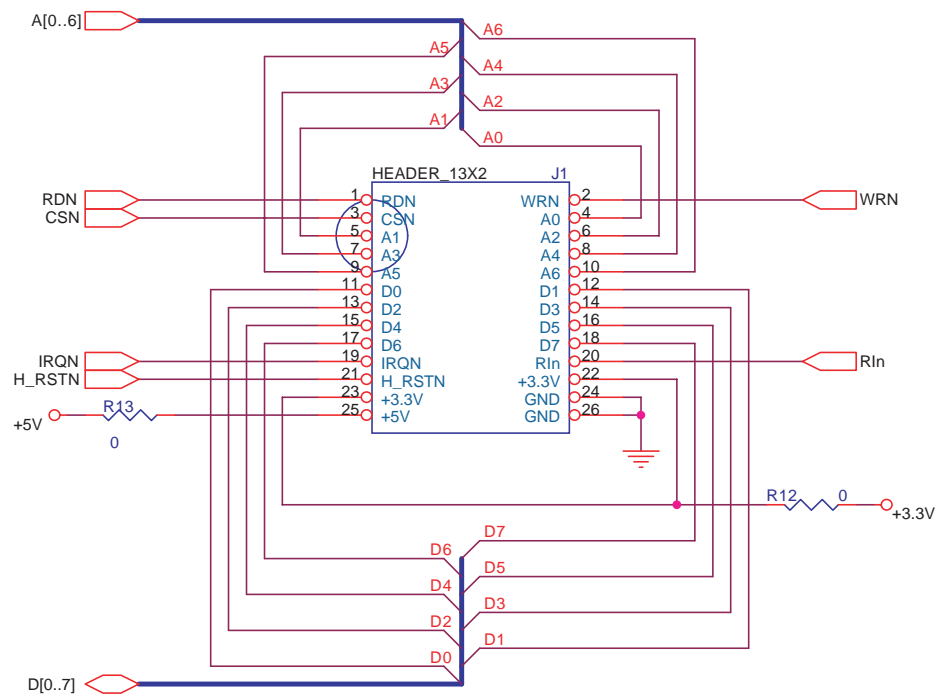 A[0..6]
A6
A5
A4
A3
A2
A1
A0
HEADER_13X2 J1
RDN 1 RDN WRN 2 WRN
CSN 3 CSN A0 4
5 A1 A2 6
7 A3 A4 8
9 A5 A6 10
11 D0 D1 12
13 D2 D3 14
15 D4 D5 16
17 D6 D7 18
IRQN 19 IRQN RIn 20 RIn
H_RSTN 21 H_RSTN +3.3V 22
23 +3.3V GND 24
R13 25 +5V GND 26
+5V
0
R12 0
+3.3V
D7
D6
D5
D4
D3
D2
D1
D0
D[0..7]